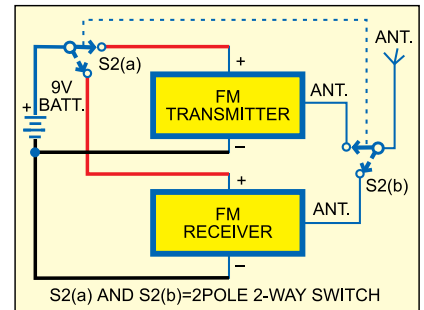 ANT.
S2(a)
+
9V
BATT.
+
FM
TRANSMITTER
ANT.
–
S2(b)
+
FM
RECEIVER
ANT.
–
S2(a) AND S2(b)=2POLE 2-WAY SWITCH